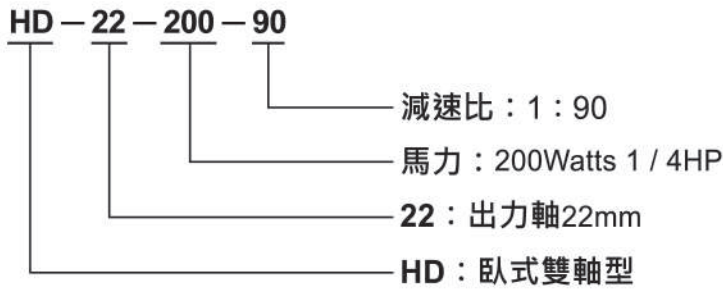 HD－22－200－90
減速比：1：90
馬力：200Watts 1 / 4HP
22：出力軸22mm
HD：臥式雙軸型